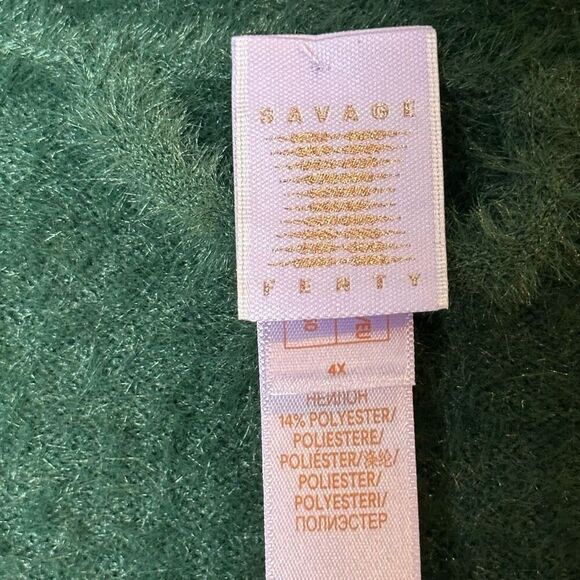 SAVAGE
FENTY
4X
НЕЙЛОН
14% POLYESTER/
POLIESTERE/
POLIÉSTER/涤纶/
POLIESTER/
POLYESTERI/
ПОЛИЭСТЕР